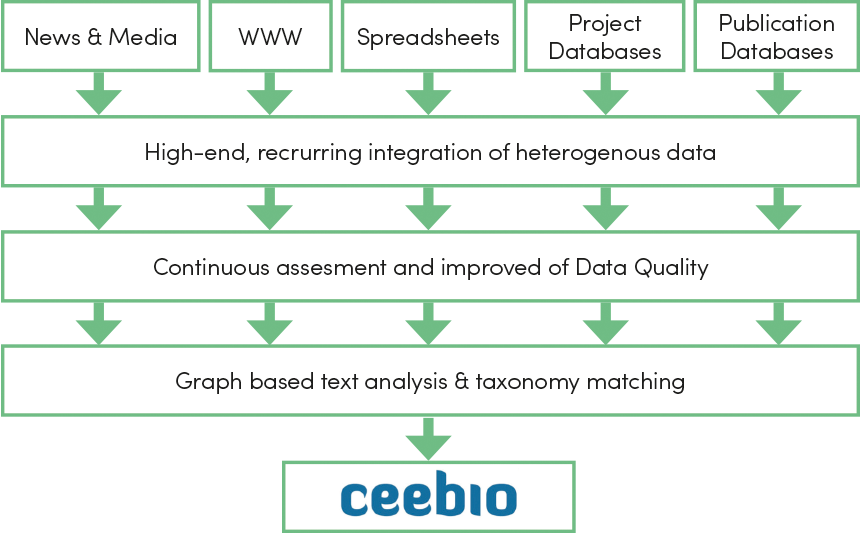 News & Media
WWW
Spreadsheets
Project
Databases
Publication
Databases
High-end, recrurring integration of heterogenous data
Continuous assesment and improved of Data Quality
Graph based text analysis & taxonomy matching
ceebio